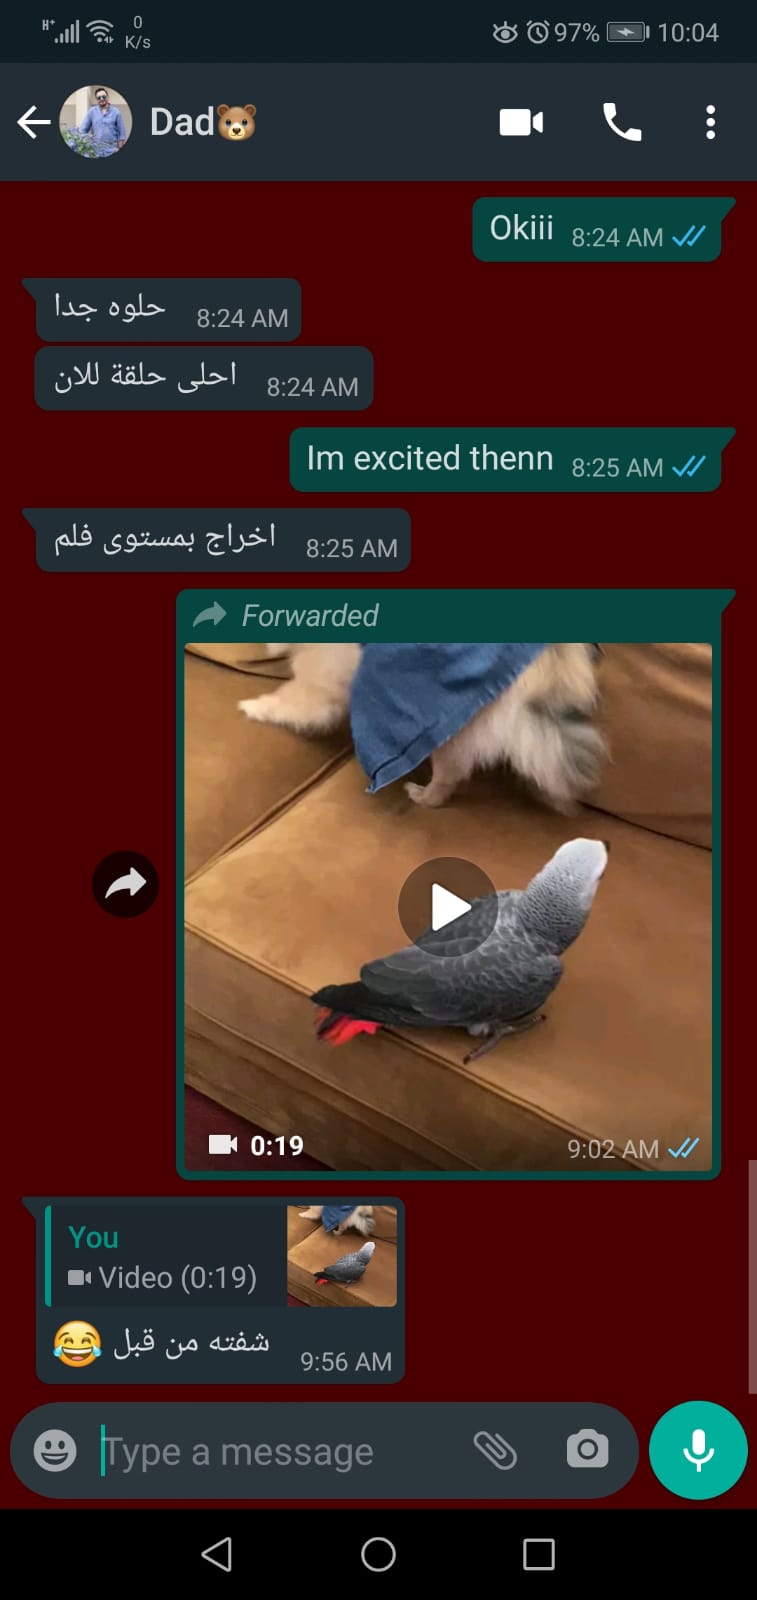 H+ 0 K/s 97% 10:04
Dad🐻
Okiii 8:24 AM
حلوه جدا 8:24 AM
احلى حلقة للان 8:24 AM
Im excited thenn 8:25 AM
اخراج بمستوى فلم 8:25 AM
Forwarded
0:19 9:02 AM
You
Video (0:19)
شفته من قبل 😂 9:56 AM
Type a message